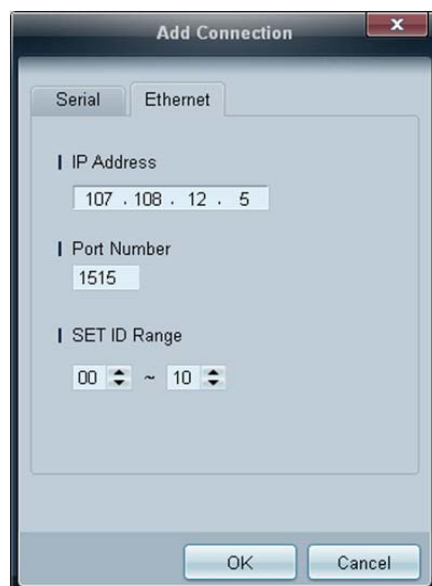 Add Connection
x
Serial Ethernet
IP Address
107 . 108 . 12 . 5
Port Number
1515
SET ID Range
00 ~ 10
OK Cancel